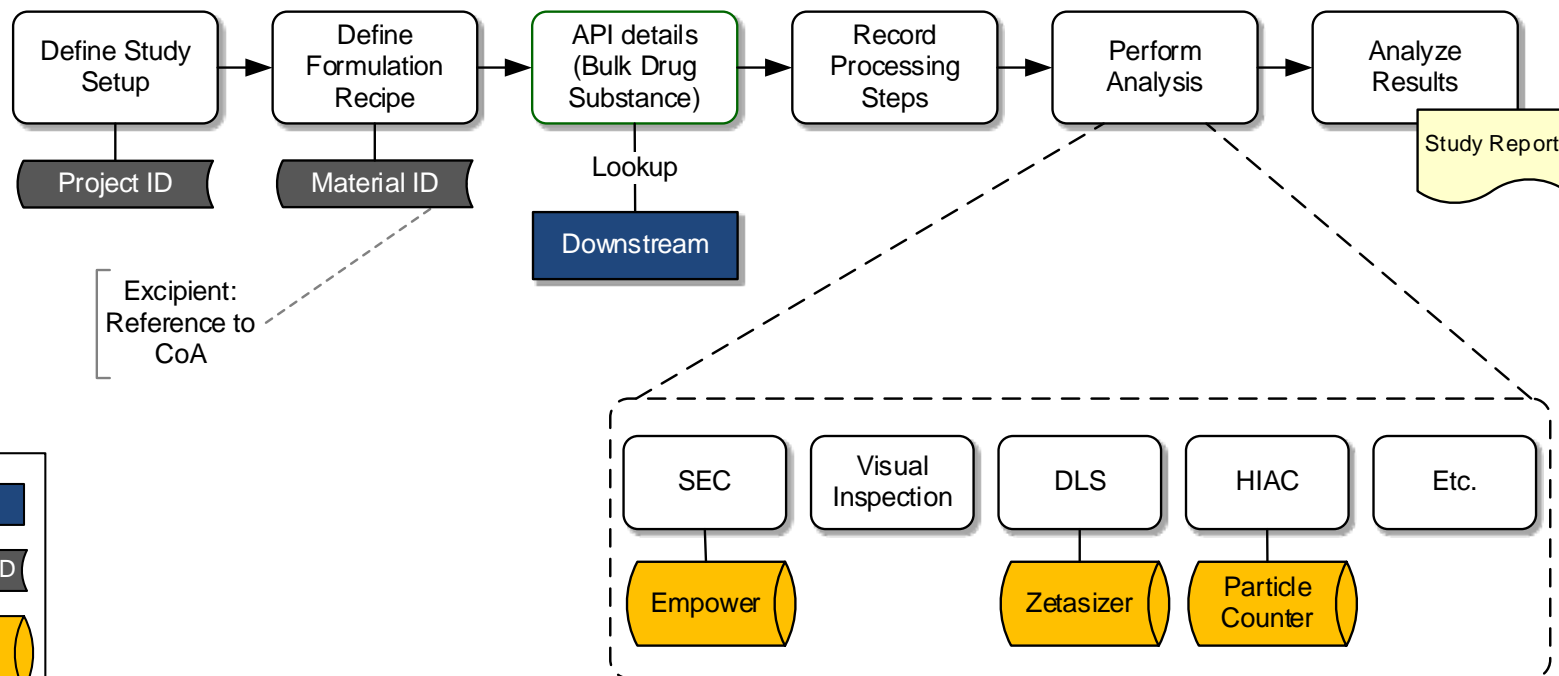 Define Study
Setup
Define
Formulation
Recipe
API details
(Bulk Drug
Substance)
Record
Processing
Steps
Perform
Analysis
Analyze
Results
Study Report
Project ID
Material ID
Lookup
Downstream
Excipient:
Reference to
CoA
SEC
Visual
Inspection
DLS
HIAC
Etc.
D
Empower
Zetasizer
Particle
Counter